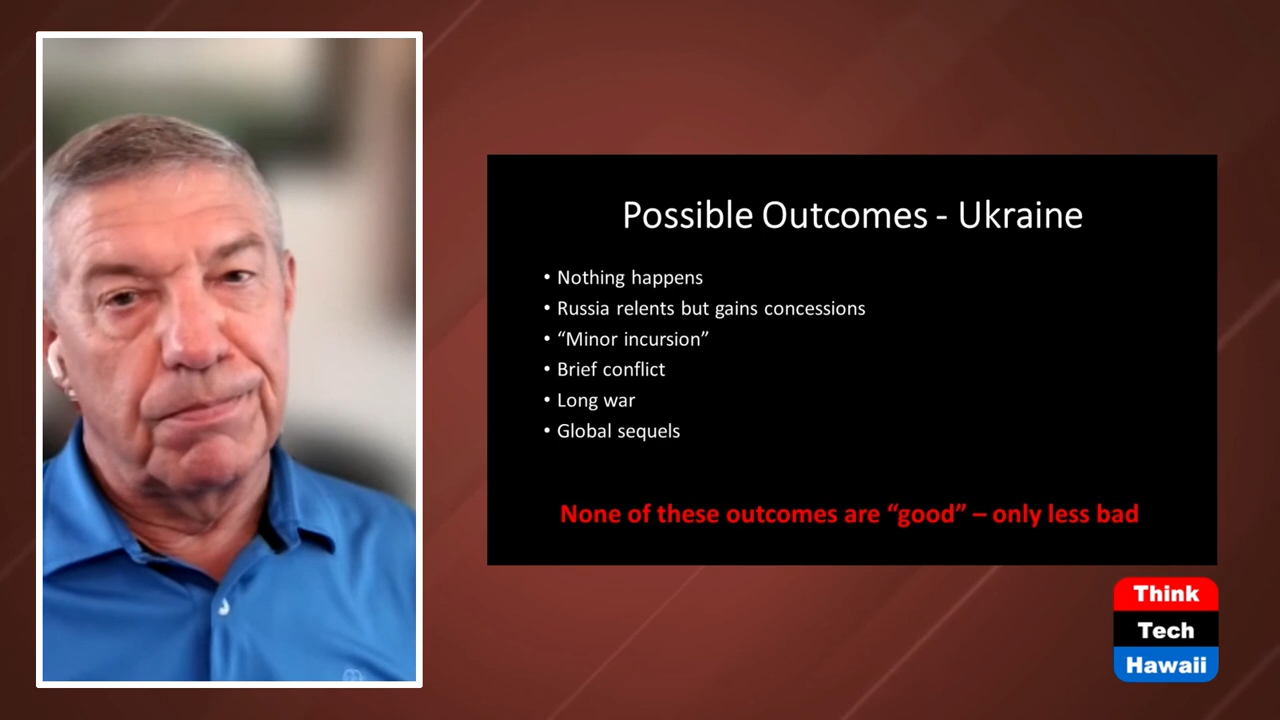 Possible Outcomes - Ukraine
• Nothing happens
• Russia relents but gains concessions
• “Minor incursion”
• Brief conflict
• Long war
• Global sequels
None of these outcomes are “good” – only less bad
Think
Tech
Hawaii